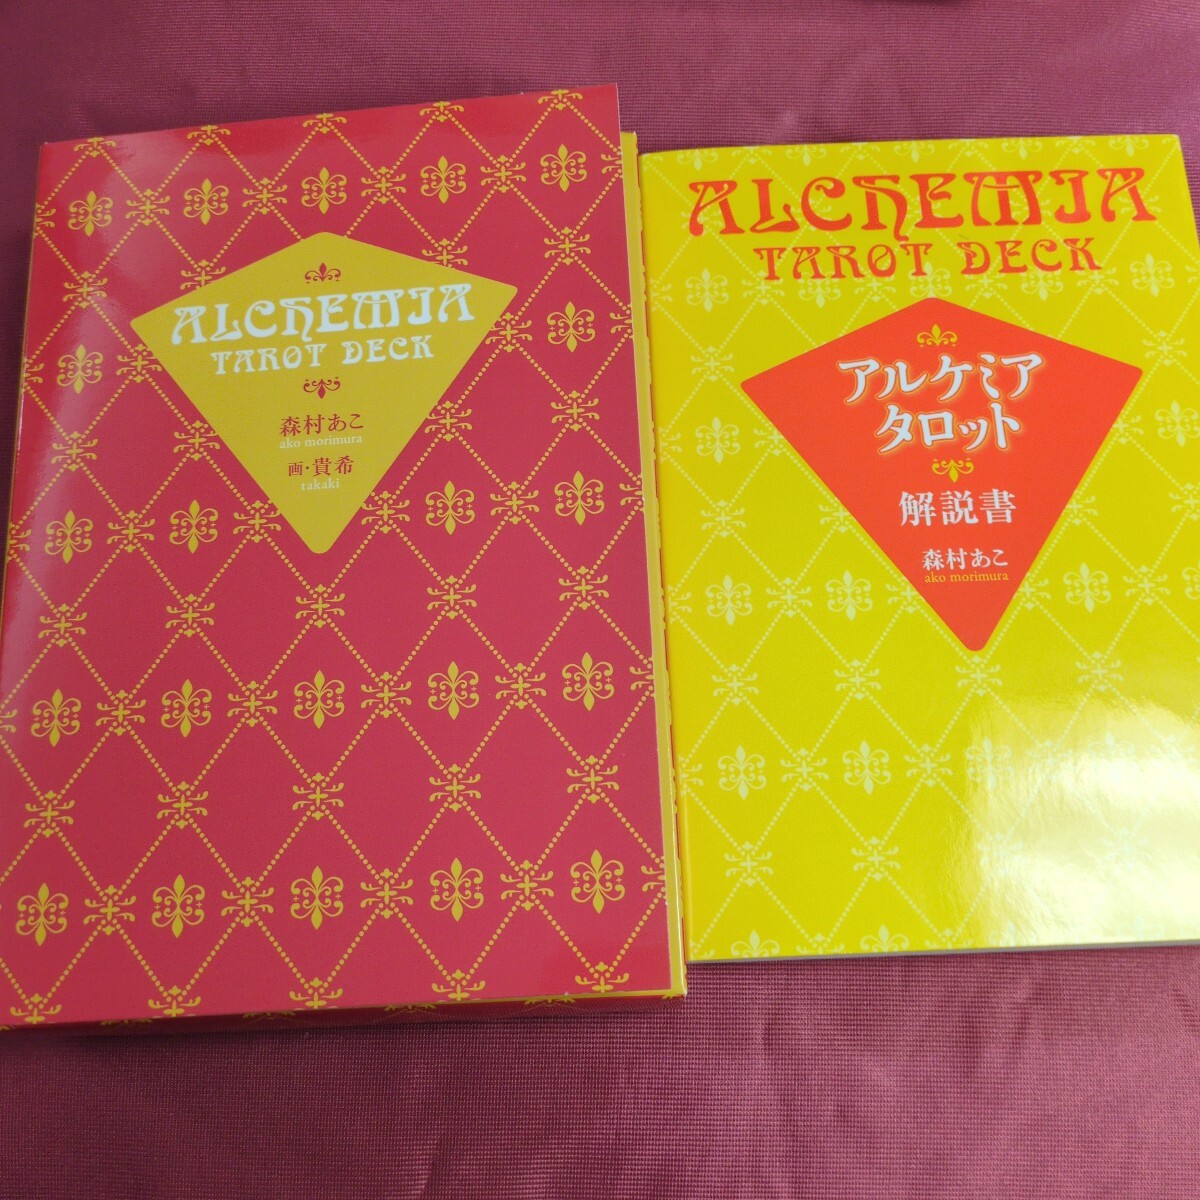 ALCHEMIA
TAROT DECK
森村あこ
ako morimura
画・貴希
takaki
ALCHEMIA
TAROT DECK
アルケミア
タロット
解説書
森村あこ
ako morimura